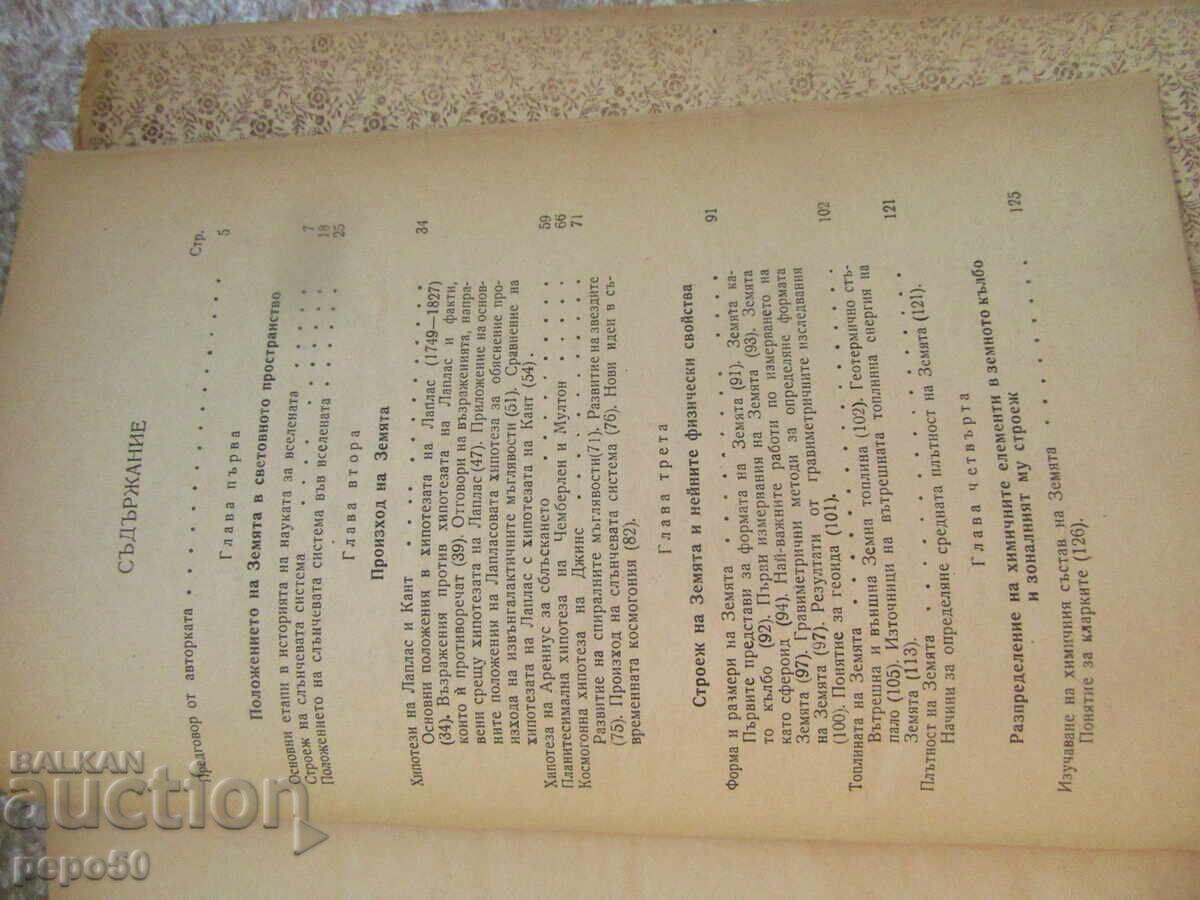 СЪДЪРЖАНИЕ
Стр.
Предговор от авторката . . . . . . . . . . . . . 5
Глава първа
Положението на Земята в световното пространство
Основни етапи в историята на науката за вселената . . . . 7
Строеж на слънчевата система . . . . . . . . 18
Положението на слънчевата система във вселената . . . . 25
Глава втора
Произход на Земята
Хипотези на Лаплас и Кант . . . . . . . . . . 34
Основни положения в хипотезата на Лаплас (1749—1827)
(34). Възражения против хипотезата на Лаплас и факти,
които ѝ противоречат (39). Отговори на възраженията, напра-
вени срещу хипотезата на Лаплас (47). Приложение на основ-
ните положения на Лапласовата хипотеза за обиснение про-
изхода на извънгалактичните мъглявости (51). Сравнение на
хипотезата на Лаплас с хипотезата на Кант (54).
Хипотеза на Арениус за сблъскането . . . . . . 59
Планитесимална хипотеза на Чемберлен и Мултон . . . . 66
Космогонна хипотеза на Джинс . . . . . . . . 71
Развитие на спиралните мъглявости(71). Развитие на звездите
(75). Произход на слънчевата система (76). Нови идеи в съ-
временната космогония (82).
Глава трета
Строеж на Земята и нейните физически свойства
Форма и размери на Земята . . . . . . . . . . 91
Първите представи за формата на Земята (91). Земята ка-
то кълбо (92). Първи измервания на Земята (93). Земята
като сфероид (94). Най-важните работи по измерването на
Земята (97). Гравиметрични методи за определяне формата
на Земята (97). Резултати от гравиметричните изследвания
(100). Понятие за геоида (101).
Топлината на Земята . . . . . . . . . . . . 102
Вътрешна и външна Земна топлина (102). Геотермично стъ-
пало (105). Източници на вътрешната топлинна енергия на
Земята (113).
Плътност на Земята . . . . . . . . . . . . 121
Начини за определяне средната плътност на Земята (121).
Глава четвърта
Разпределение на химичните елементи в земното кълбо
и зоналният му строеж
Изучаване на химичния състав на Земята . . . . . . 125
Понятие за кларките (126).
BALKAN
auction
pepo50